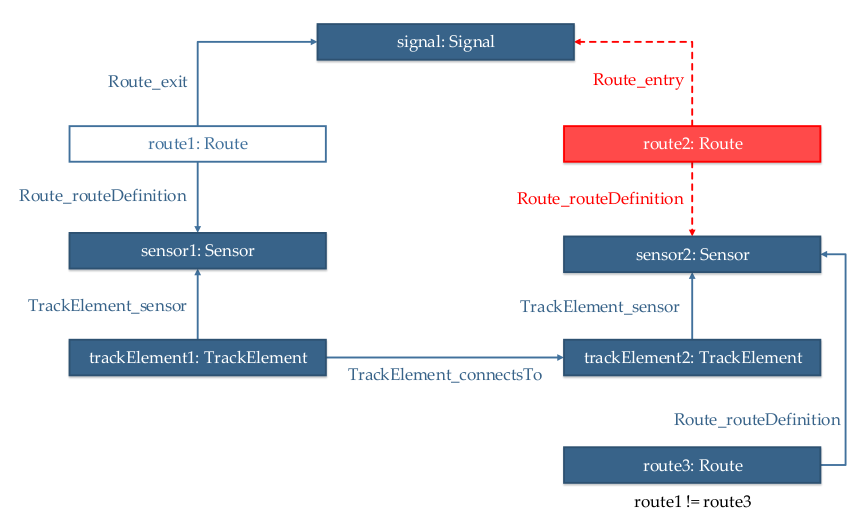 signal: Signal
Route_exit
Route_entry
route1: Route
route2: Route
Route_routeDefinition
Route_routeDefinition
sensor1: Sensor
sensor2: Sensor
TrackElement_sensor
TrackElement_sensor
trackElement1: TrackElement
trackElement2: TrackElement
TrackElement_connectsTo
Route_routeDefinition
route3: Route
route1 != route3